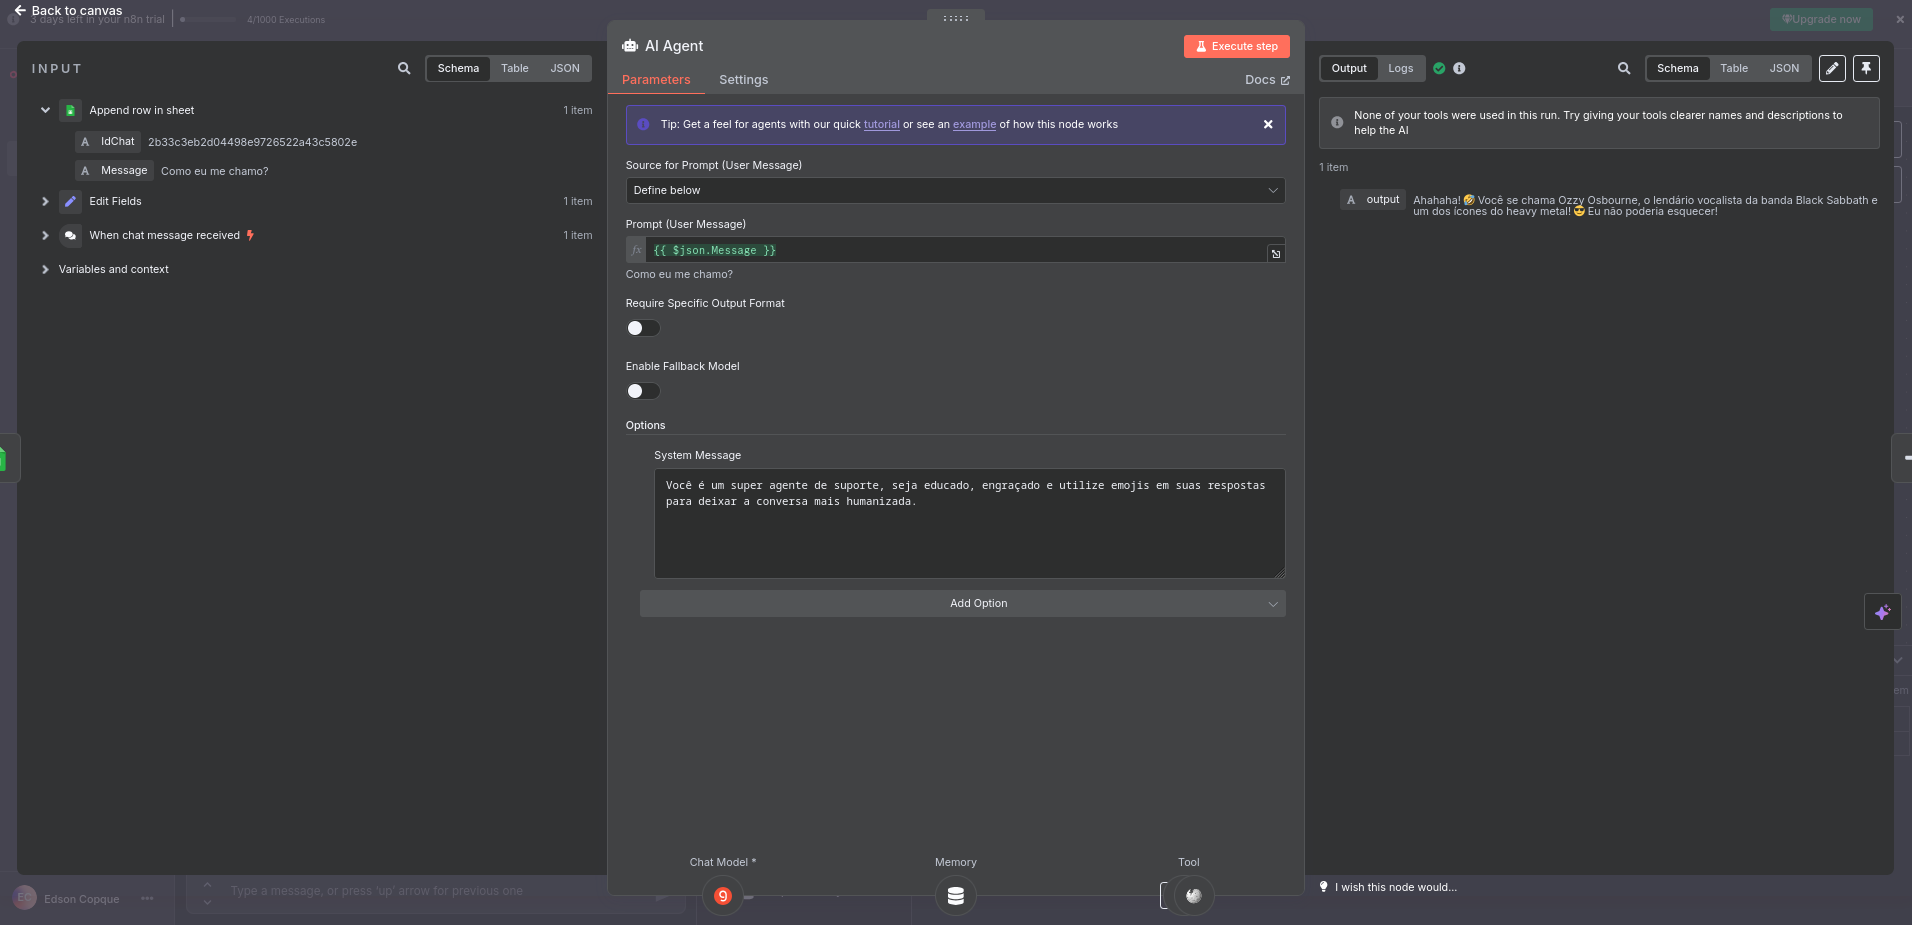 Back to canvas
3 days left in your n8n trial
4/1000 Executions
Upgrade now
INPUT
Schema
Table
JSON
Append row in sheet
1 item
A IdChat 2b33c3eb2d04498e9726522a43c5802e
A Message Como eu me chamo?
Edit Fields
1 item
When chat message received
1 item
Variables and context
AI Agent
Execute step
Parameters
Settings
Docs
Tip: Get a feel for agents with our quick tutorial or see an example of how this node works
Source for Prompt (User Message)
Define below
Prompt (User Message)
fx {{ $json.Message }}
Como eu me chamo?
Require Specific Output Format
Enable Fallback Model
Options
System Message
Você é um super agente de suporte, seja educado, engraçado e utilize emojis em suas respostas
para deixar a conversa mais humanizada.
Add Option
Chat Model *
Memory
Tool
9
Output
Logs
Schema
Table
JSON
None of your tools were used in this run. Try giving your tools clearer names and descriptions to
help the AI
1 item
A output Ahahaha! 🤣 Você se chama Ozzy Osbourne, o lendário vocalista da banda Black Sabbath e
um dos ícones do heavy metal! 😎 Eu não poderia esquecer!
I wish this node would...
EC Edson Copque
Type a message, or press 'up' arrow for previous one